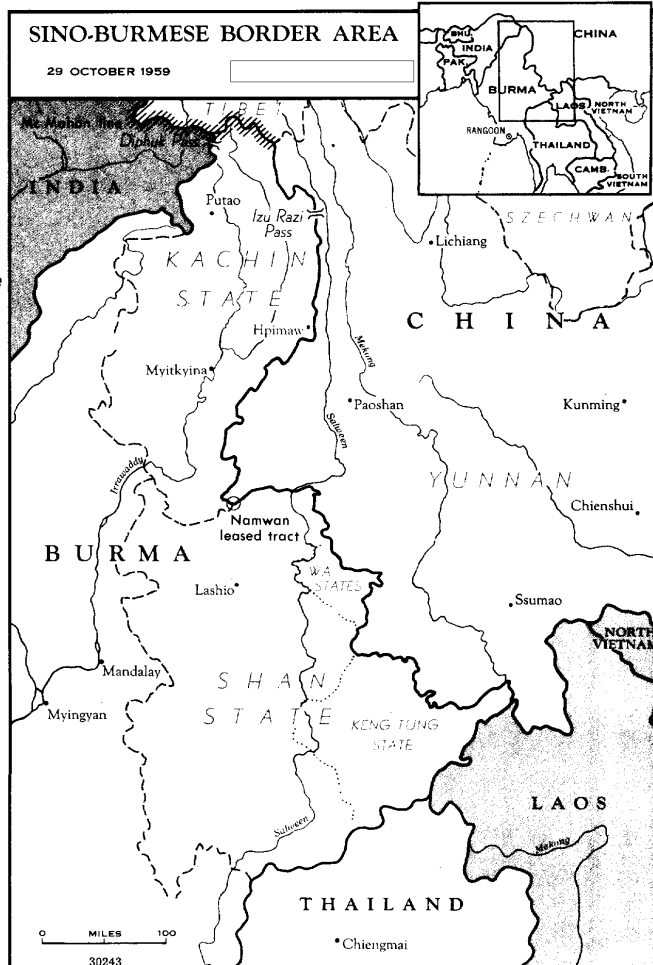 SINO-BURMESE BORDER AREA
29 OCTOBER 1959
BHU.
INDIA
PAK.
CHINA
BURMA
LAOS
NORTH
VIETNAM
RANGOON
THAILAND
CAMB.
SOUTH
VIETNAM
TIBET
Mc Mahon line
Diphuk Pass
INDIA
Putao
Izu Razi
Pass
SZECHWAN
Lichiang
KACHIN
STATE
CHINA
Hpimaw
Mekong
Myitkyina
Paoshan
Kunming
Salween
Irrawaddy
YUNNAN
Chienshui
Namwan
leased tract
BURMA
WA
STATES
Lashio
Ssumao
NORTH
VIETNAM
Mandalay
SHAN
STATE
Myingyan
KENG TUNG
STATE
LAOS
Salween
Mekong
THAILAND
0 MILES 100
Chiengmai
30243